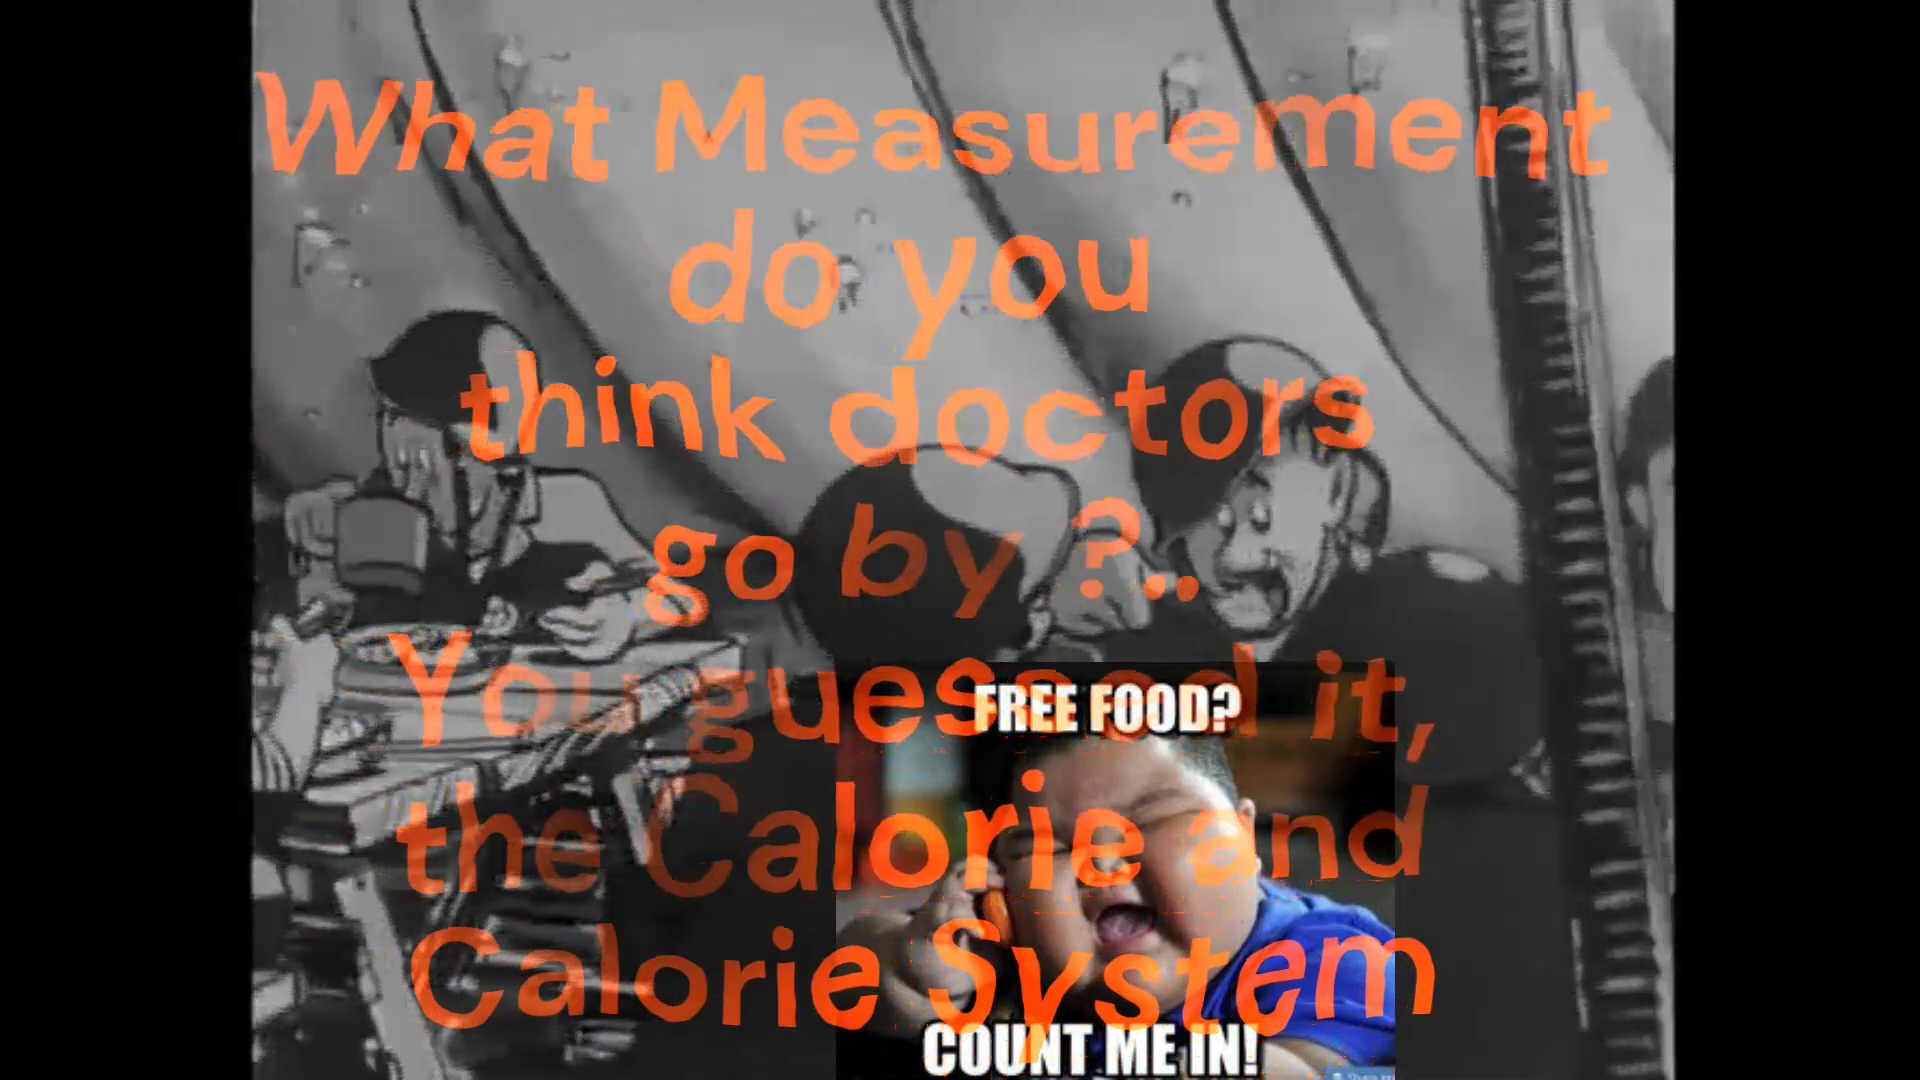 What Measurement
do you
think doctors
go by ?..
You guessed it,
the Calorie and
Calorie System
FREE FOOD?
COUNT ME IN!